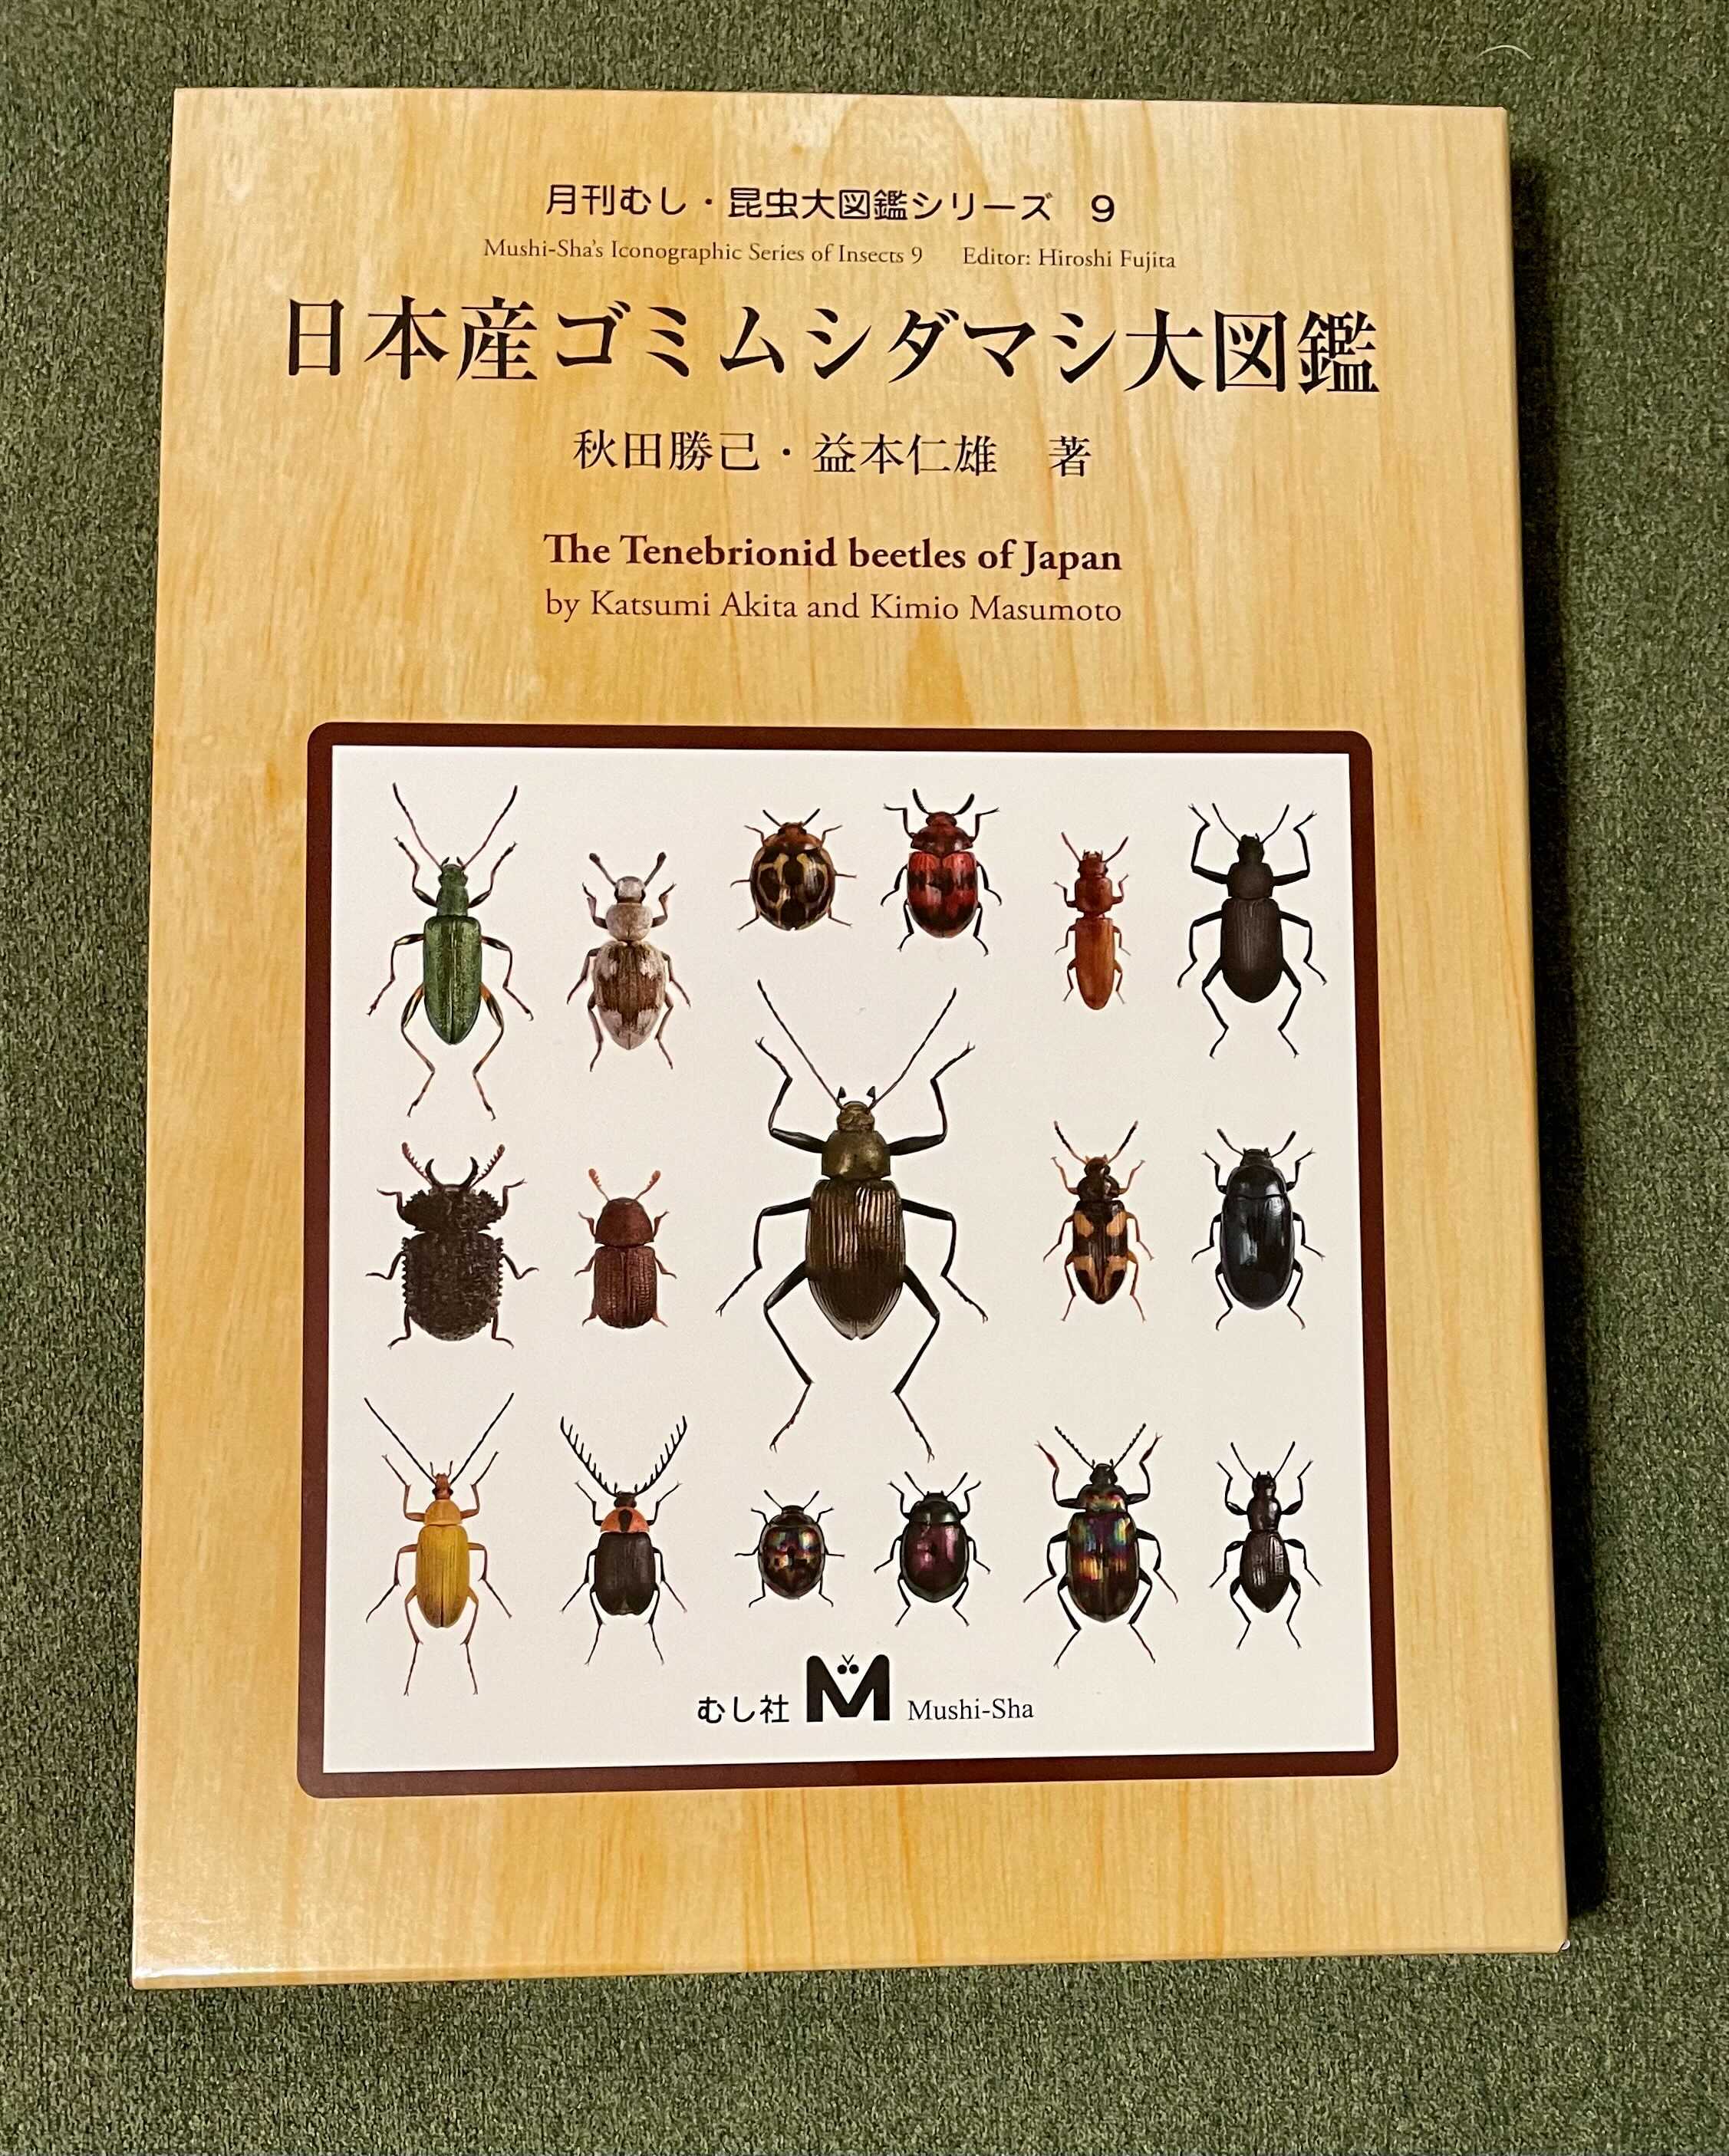 月刊むし・昆虫大図鑑シリーズ 9
Mushi-Sha's Iconographic Series of Insects 9 Editor: Hiroshi Fujita
日本産ゴミムシダマシ大図鑑
秋田勝己・益本仁雄 著
The Tenebrionid beetles of Japan
by Katsumi Akita and Kimio Masumoto
むし社 M Mushi-Sha